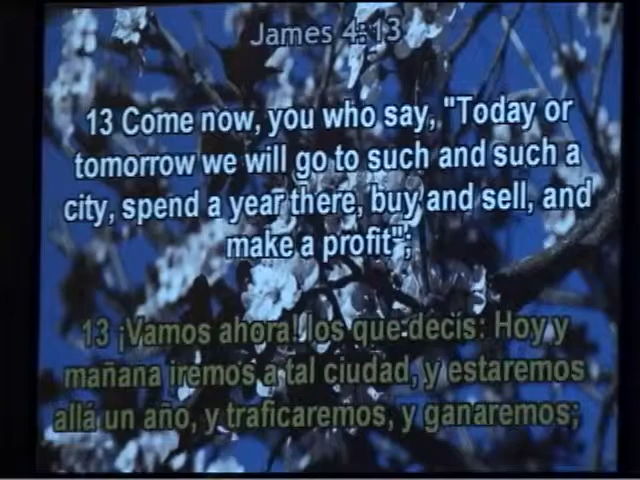 James 4:13
13 Come now, you who say, "Today or
tomorrow we will go to such and such a
city, spend a year there, buy and sell, and
make a profit";
13 ¡Vamos ahora! los que decís: Hoy y
mañana iremos a tal ciudad, y estaremos
allá un año, y traficaremos, y ganaremos;